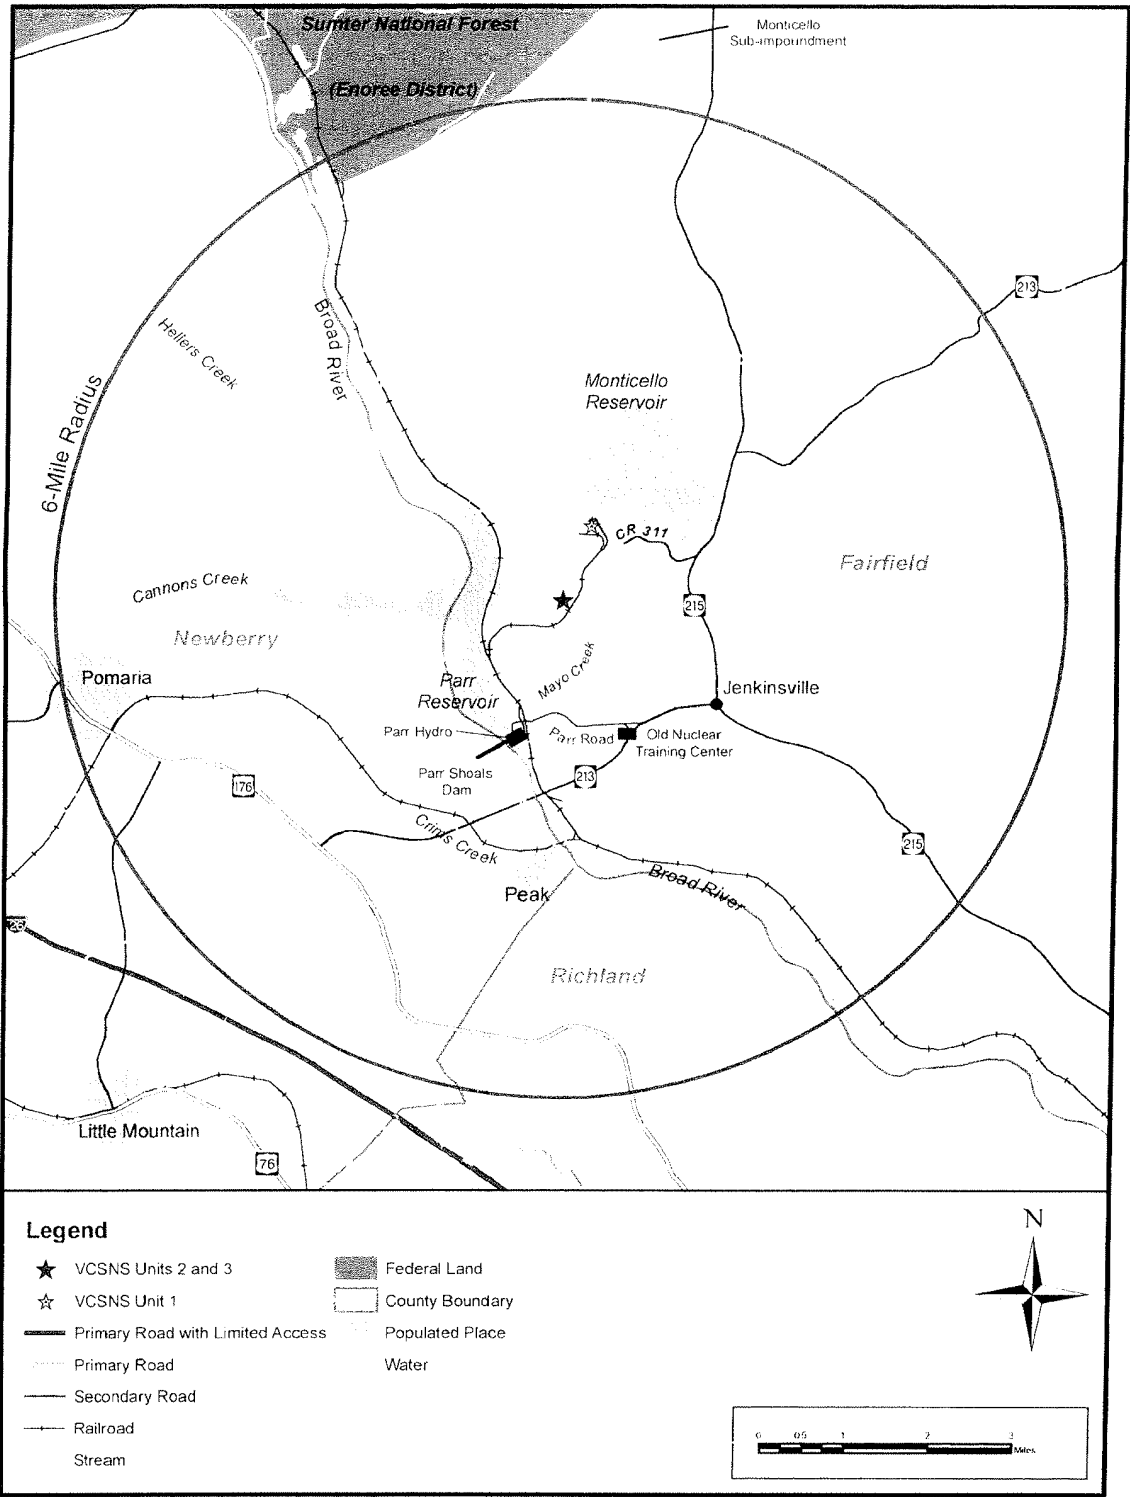 Sumter National Forest
(Enoree District)
Monticello
Sub-impoundment
213
Broad River
Hellers Creek
Monticello
Reservoir
6-Mile Radius
CR 311
Fairfield
Cannons Creek
215
Newberry
Mayo Creek
Pomaria
Parr
Reservoir
Jenkinsville
Parr Hydro
Parr Road
Old Nuclear
Training Center
Parr Shoals
Dam
213
176
Crims Creek
215
Broad River
Peak
26
Richland
Little Mountain
76
Legend
VCSNS Units 2 and 3
VCSNS Unit 1
Primary Road with Limited Access
Primary Road
Secondary Road
Railroad
Stream
Federal Land
County Boundary
Populated Place
Water
N
0 0.5 1 2 3
Miles